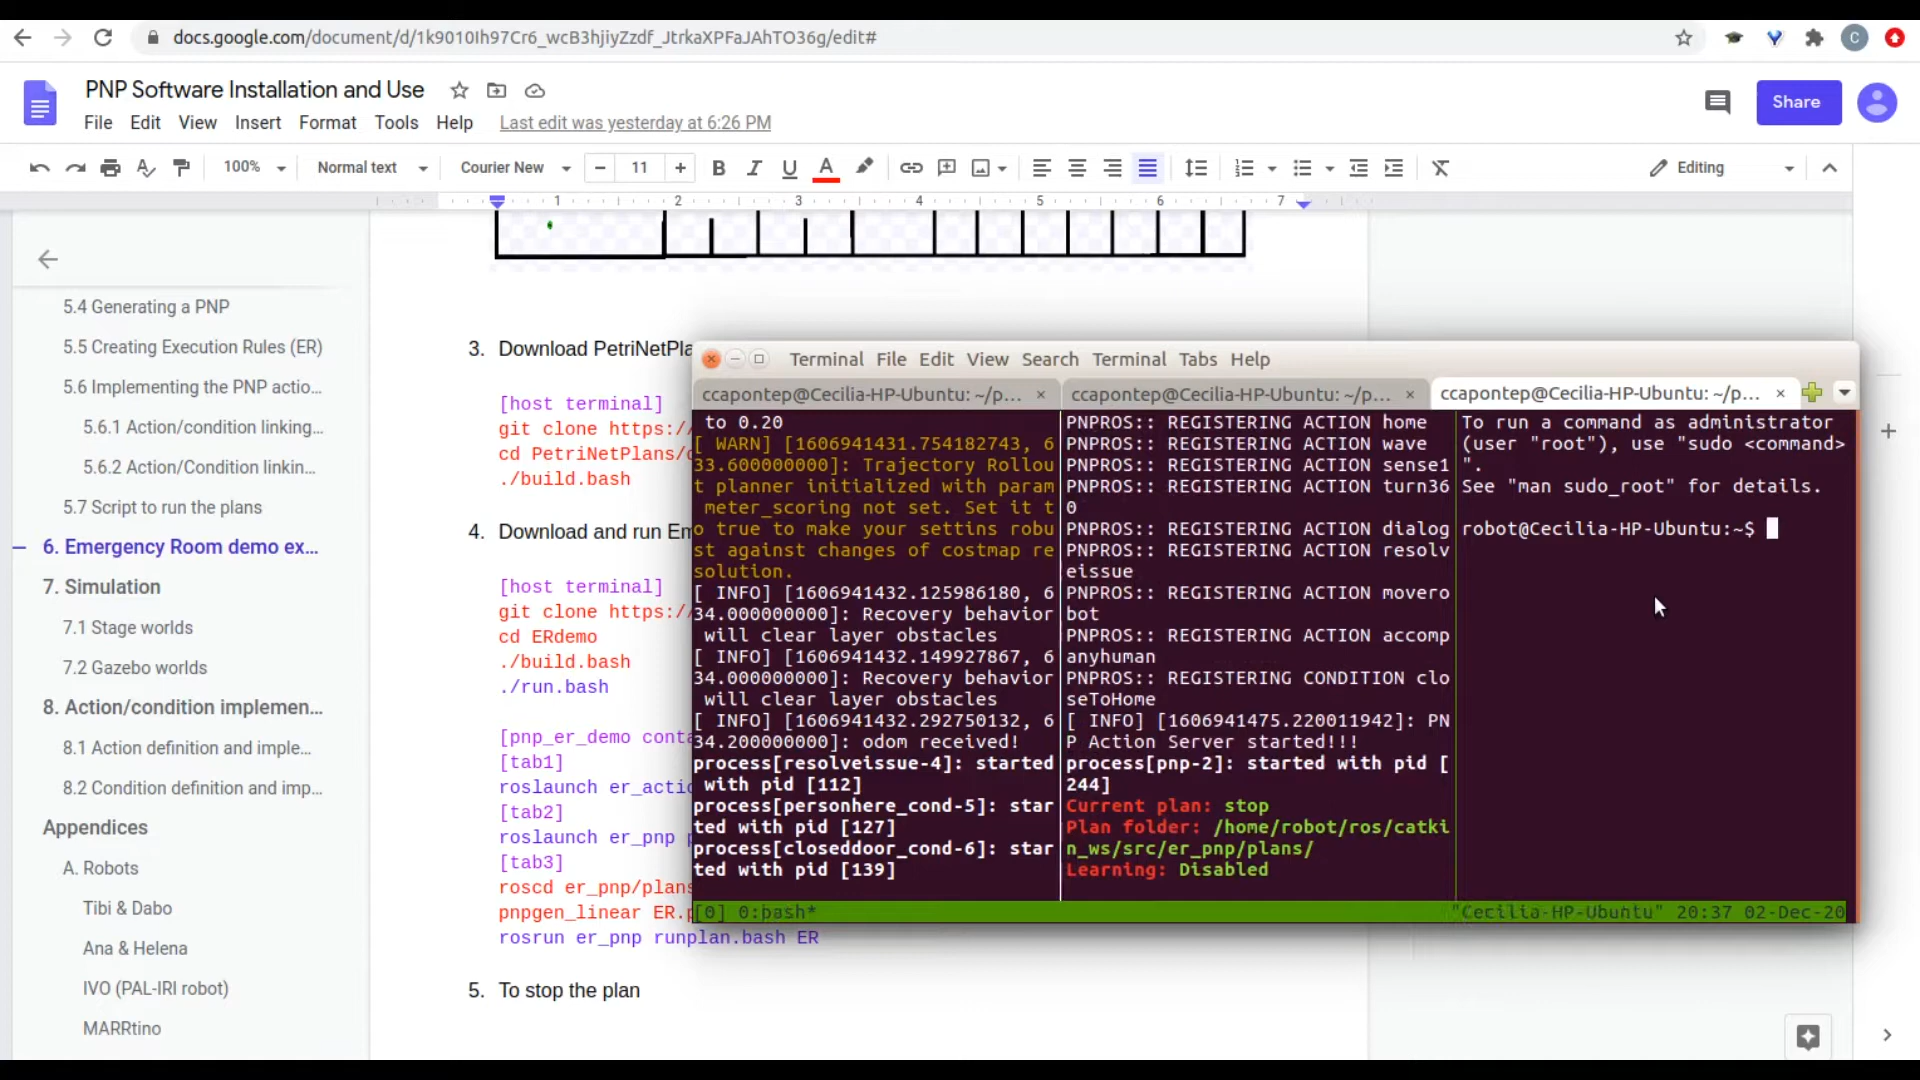 docs.google.com/document/d/1k9010Ih97Cr6_wcB3hjiyZzdf_JtrkaXPFaJAhTO36g/edit#
C
PNP Software Installation and Use
File Edit View Insert Format Tools Help Last edit was yesterday at 6:26 PM
Share
100% Normal text Courier New 11 Editing
1 2 3 4 5 6 7
5.4 Generating a PNP
5.5 Creating Execution Rules (ER)
5.6 Implementing the PNP actio...
5.6.1 Action/condition linking...
5.6.2 Action/Condition linkin...
5.7 Script to run the plans
6. Emergency Room demo ex...
7. Simulation
7.1 Stage worlds
7.2 Gazebo worlds
8. Action/condition implemen...
8.1 Action definition and imple...
8.2 Condition definition and imp...
Appendices
A. Robots
Tibi & Dabo
Ana & Helena
IVO (PAL-IRI robot)
MARRtino
3. Download PetriNetPla
[host terminal]
git clone https:/
cd PetriNetPlans/
./build.bash
4. Download and run Em
[host terminal]
git clone https:/
cd ERdemo
./build.bash
./run.bash
[pnp_er_demo conta
[tab1]
roslaunch er_actio
[tab2]
roslaunch er_pnp p
[tab3]
roscd er_pnp/plans
pnpgen_linear ER.p
rosrun er_pnp runplan.bash ER
5. To stop the plan
Terminal File Edit View Search Terminal Tabs Help
ccapontep@Cecilia-HP-Ubuntu: ~/p... ccapontep@Cecilia-HP-Ubuntu: ~/p... ccapontep@Cecilia-HP-Ubuntu: ~/p...
to 0.20
[ WARN] [1606941431.754182743, 6
33.600000000]: Trajectory Rollou
t planner initialized with param
meter_scoring not set. Set it t
o true to make your settins robu
st against changes of costmap re
solution.
[ INFO] [1606941432.125986180, 6
34.000000000]: Recovery behavior
will clear layer obstacles
[ INFO] [1606941432.149927867, 6
34.000000000]: Recovery behavior
will clear layer obstacles
[ INFO] [1606941432.292750132, 6
34.200000000]: odom received!
process[resolveissue-4]: started
with pid [112]
process[personhere_cond-5]: star
ted with pid [127]
process[closeddoor_cond-6]: star
ted with pid [139]
PNPROS:: REGISTERING ACTION home
PNPROS:: REGISTERING ACTION wave
PNPROS:: REGISTERING ACTION sense1
PNPROS:: REGISTERING ACTION turn36
0
PNPROS:: REGISTERING ACTION dialog
PNPROS:: REGISTERING ACTION resolv
eissue
PNPROS:: REGISTERING ACTION movero
bot
PNPROS:: REGISTERING ACTION accomp
anyhuman
PNPROS:: REGISTERING CONDITION clo
seToHome
[ INFO] [1606941475.220011942]: PN
P Action Server started!!!
process[pnp-2]: started with pid [
244]
Current plan: stop
Plan folder: /home/robot/ros/catki
n_ws/src/er_pnp/plans/
Learning: Disabled
To run a command as administrator
(user "root"), use "sudo <command>
".
See "man sudo_root" for details.
robot@Cecilia-HP-Ubuntu:~$
[0] 0:bash* "Cecilia-HP-Ubuntu" 20:37 02-Dec-20